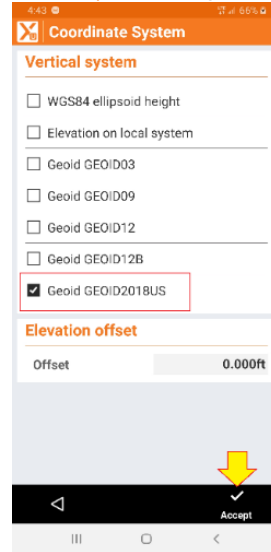 4:43 66%
Coordinate System
Vertical system
WGS84 ellipsoid height
Elevation on local system
Geoid GEOID03
Geoid GEOID09
Geoid GEOID12
Geoid GEOID12B
Geoid GEOID2018US
Elevation offset
Offset 0.000ft
Accept